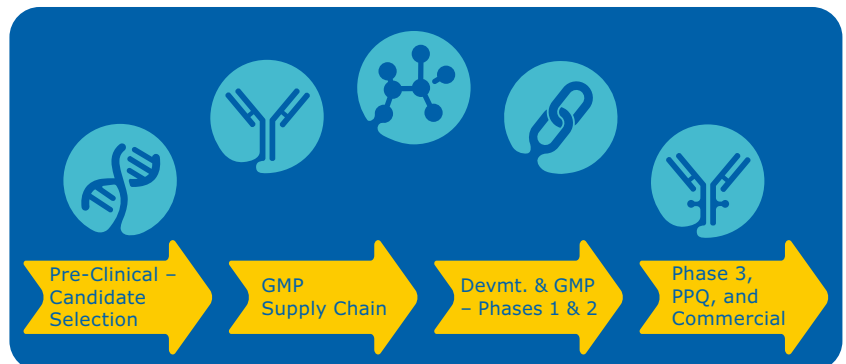 Pre-Clinical –
Candidate
Selection
GMP
Supply Chain
Devmt. & GMP
– Phases 1 & 2
Phase 3,
PPQ, and
Commercial